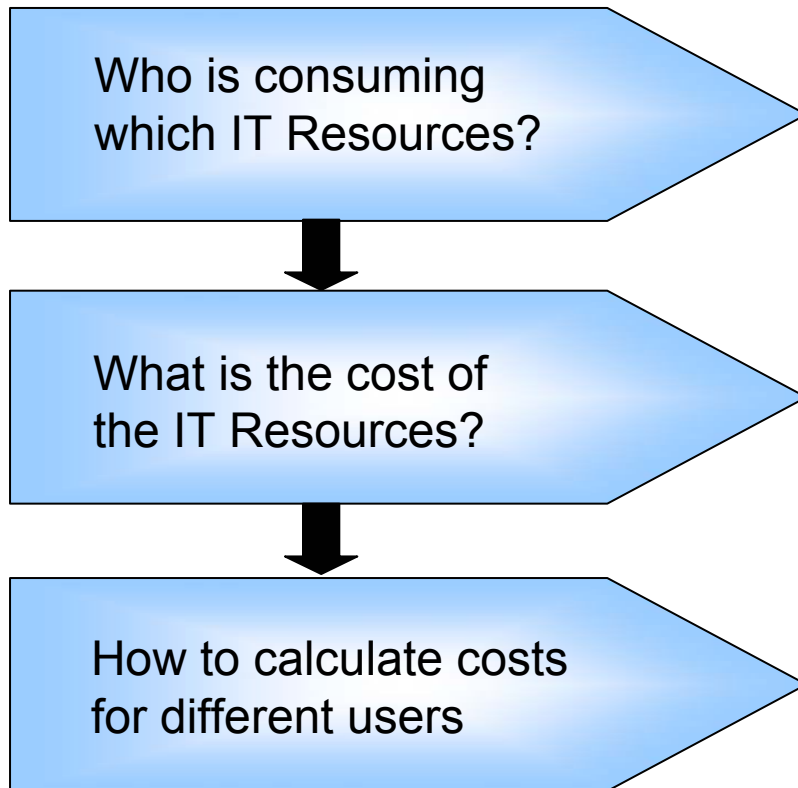 Who is consuming
which IT Resources?
What is the cost of
the IT Resources?
How to calculate costs
for different users